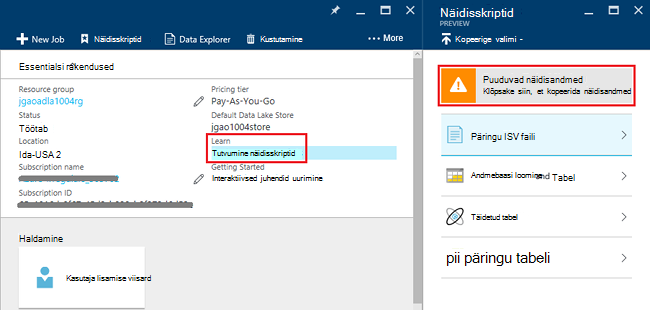 New Job
Näidisskriptid
Data Explorer
Kustutamine
More
Essentialsi räkendused
Resource group
jgaoadla1004rg
Status
Töötab
Location
Ida-USA 2
Subscription name
Subscription ID
Pricing tier
Pay-As-You-Go
Default Data Lake Store
jgao1004store
Learn
Tutvumine näidisskriptid
Getting Started
Interaktiivsed juhendid uurimine
Haldamine
Kasutaja lisamise viisard
Näidisskriptid
PREVIEW
Kopeerige valimi -
Puuduvad näidisandmed
Klõpsake siin, et kopeerida näidisandmed
Päringu ISV faili
Andmebaasi loomine nd Tabel
Täidetud tabel
pii päringu tabeli